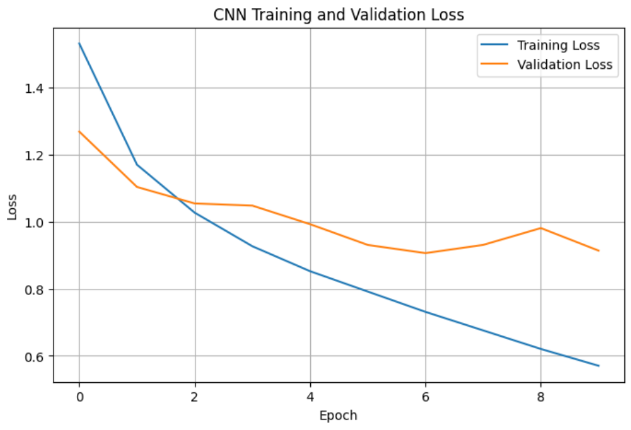 CNN Training and Validation Loss
Training Loss
Validation Loss
1.4
1.2
1.0
0.8
0.6
Loss
0
2
4
6
8
Epoch